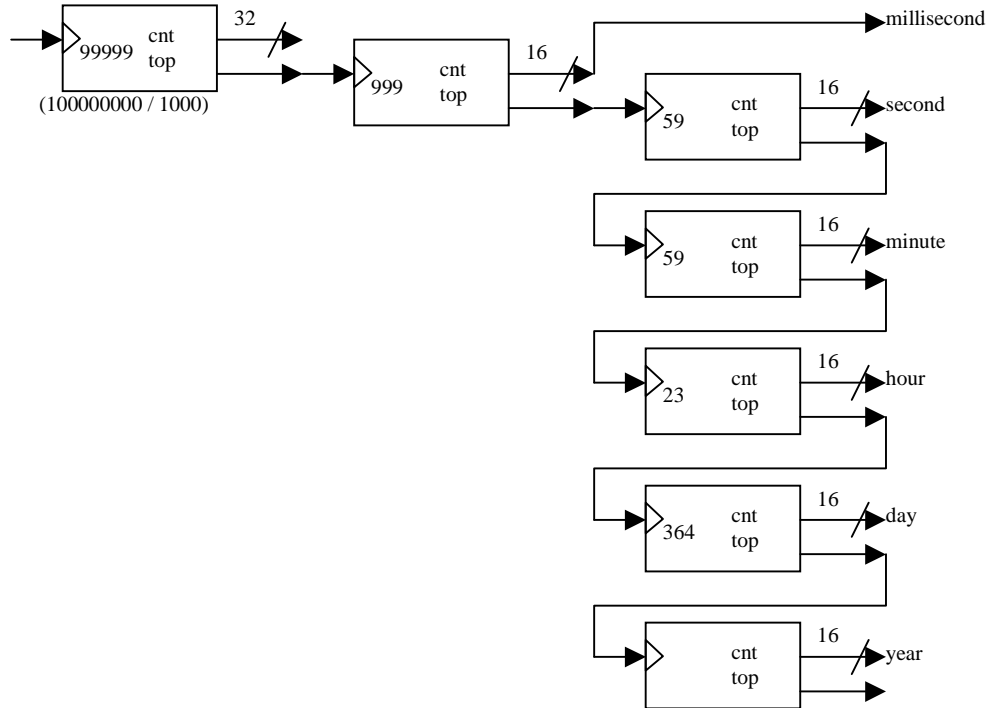 32
99999
cnt
top
(100000000 / 1000)
16
999
cnt
top
millisecond
16
59
cnt
top
second
16
59
cnt
top
minute
16
23
cnt
top
hour
16
364
cnt
top
day
16
cnt
top
year